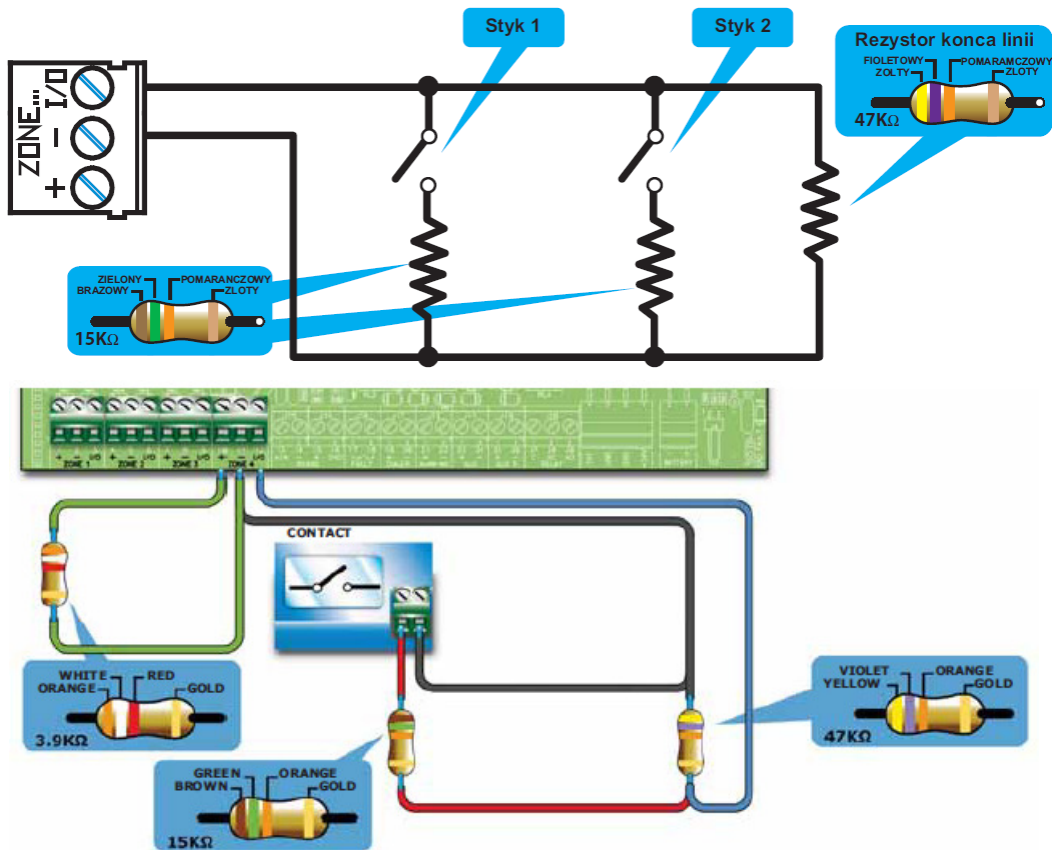 Styk 1
Styk 2
Rezystor konca linii
FIOLETOWY
POMARAMCZOWY
ZOLTY
ZLOTY
47KΩ
ZONE...
I/O
−
+
ZIELONY
POMARANCZOWY
BRAZOWY
ZLOTY
15KΩ
+ − I/O
ZONE 1
+ − I/O
ZONE 2
+ − I/O
ZONE 3
+ − I/O
ZONE 4
CONTACT
WHITE
RED
ORANGE
GOLD
3.9KΩ
VIOLET
ORANGE
YELLOW
GOLD
47KΩ
GREEN
ORANGE
BROWN
GOLD
15KΩ